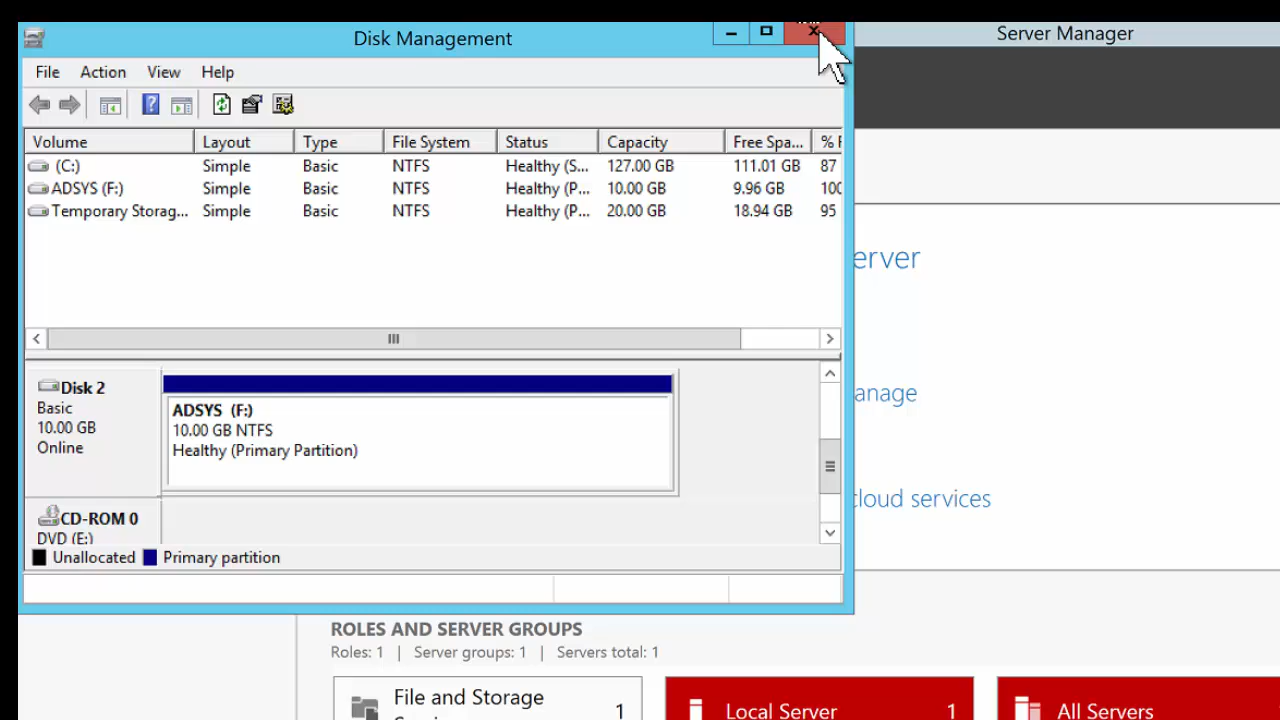 Disk Management
Server Manager
File Action View Help
Volume Layout Type File System Status Capacity Free Spa... %
(C:) Simple Basic NTFS Healthy (S... 127.00 GB 111.01 GB 87
ADSYS (F:) Simple Basic NTFS Healthy (P... 10.00 GB 9.96 GB 100
Temporary Storag... Simple Basic NTFS Healthy (P... 20.00 GB 18.94 GB 95
erver
anage
cloud services
Disk 2
Basic
10.00 GB
Online
ADSYS (F:)
10.00 GB NTFS
Healthy (Primary Partition)
CD-ROM 0
DVD (E:)
Unallocated Primary partition
ROLES AND SERVER GROUPS
Roles: 1 | Server groups: 1 | Servers total: 1
File and Storage
1
Local Server 1
All Servers